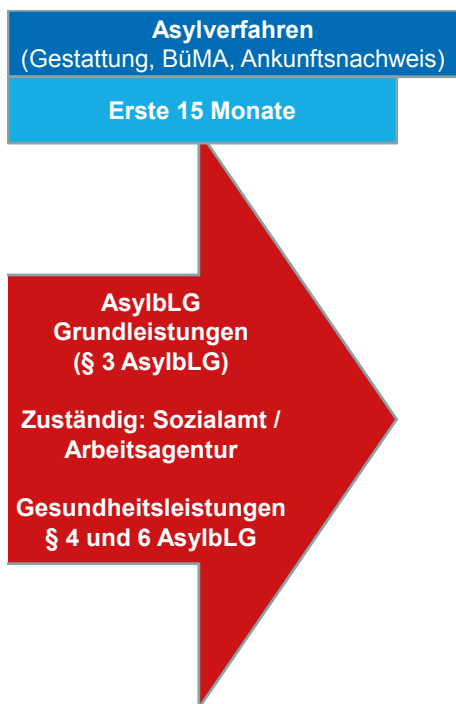 Asylverfahren
(Gestattung, BüMA, Ankunftsnachweis)
Erste 15 Monate
AsylbLG
Grundleistungen
(§ 3 AsylbLG)
Zuständig: Sozialamt /
Arbeitsagentur
Gesundheitsleistungen
§ 4 und 6 AsylbLG